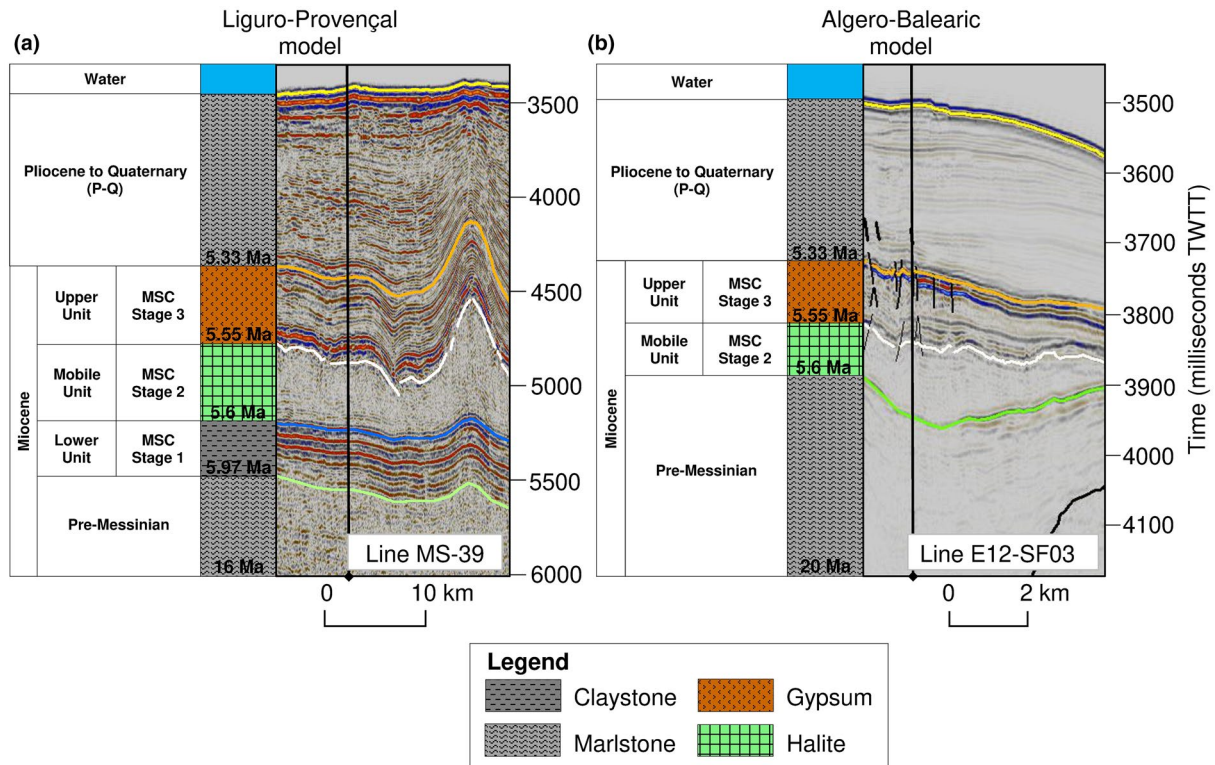 Liguro-Provençal
model
(a)
Water
Pliocene to Quaternary
(P-Q)
5.33 Ma
Miocene
Upper
Unit
MSC
Stage 3
5.55 Ma
Mobile
Unit
MSC
Stage 2
5.6 Ma
Lower
Unit
MSC
Stage 1
5.97 Ma
Pre-Messinian
16 Ma
Line MS-39
3500
4000
4500
5000
5500
6000
0 10 km
Algero-Balearic
model
(b)
Water
Pliocene to Quaternary
(P-Q)
5.33 Ma
Miocene
Upper
Unit
MSC
Stage 3
5.55 Ma
Mobile
Unit
MSC
Stage 2
5.6 Ma
Pre-Messinian
20 Ma
Line E12-SF03
3500
3600
3700
3800
3900
4000
4100
Time (milliseconds TWTT)
0 2 km
Legend
Claystone
Gypsum
Marlstone
Halite